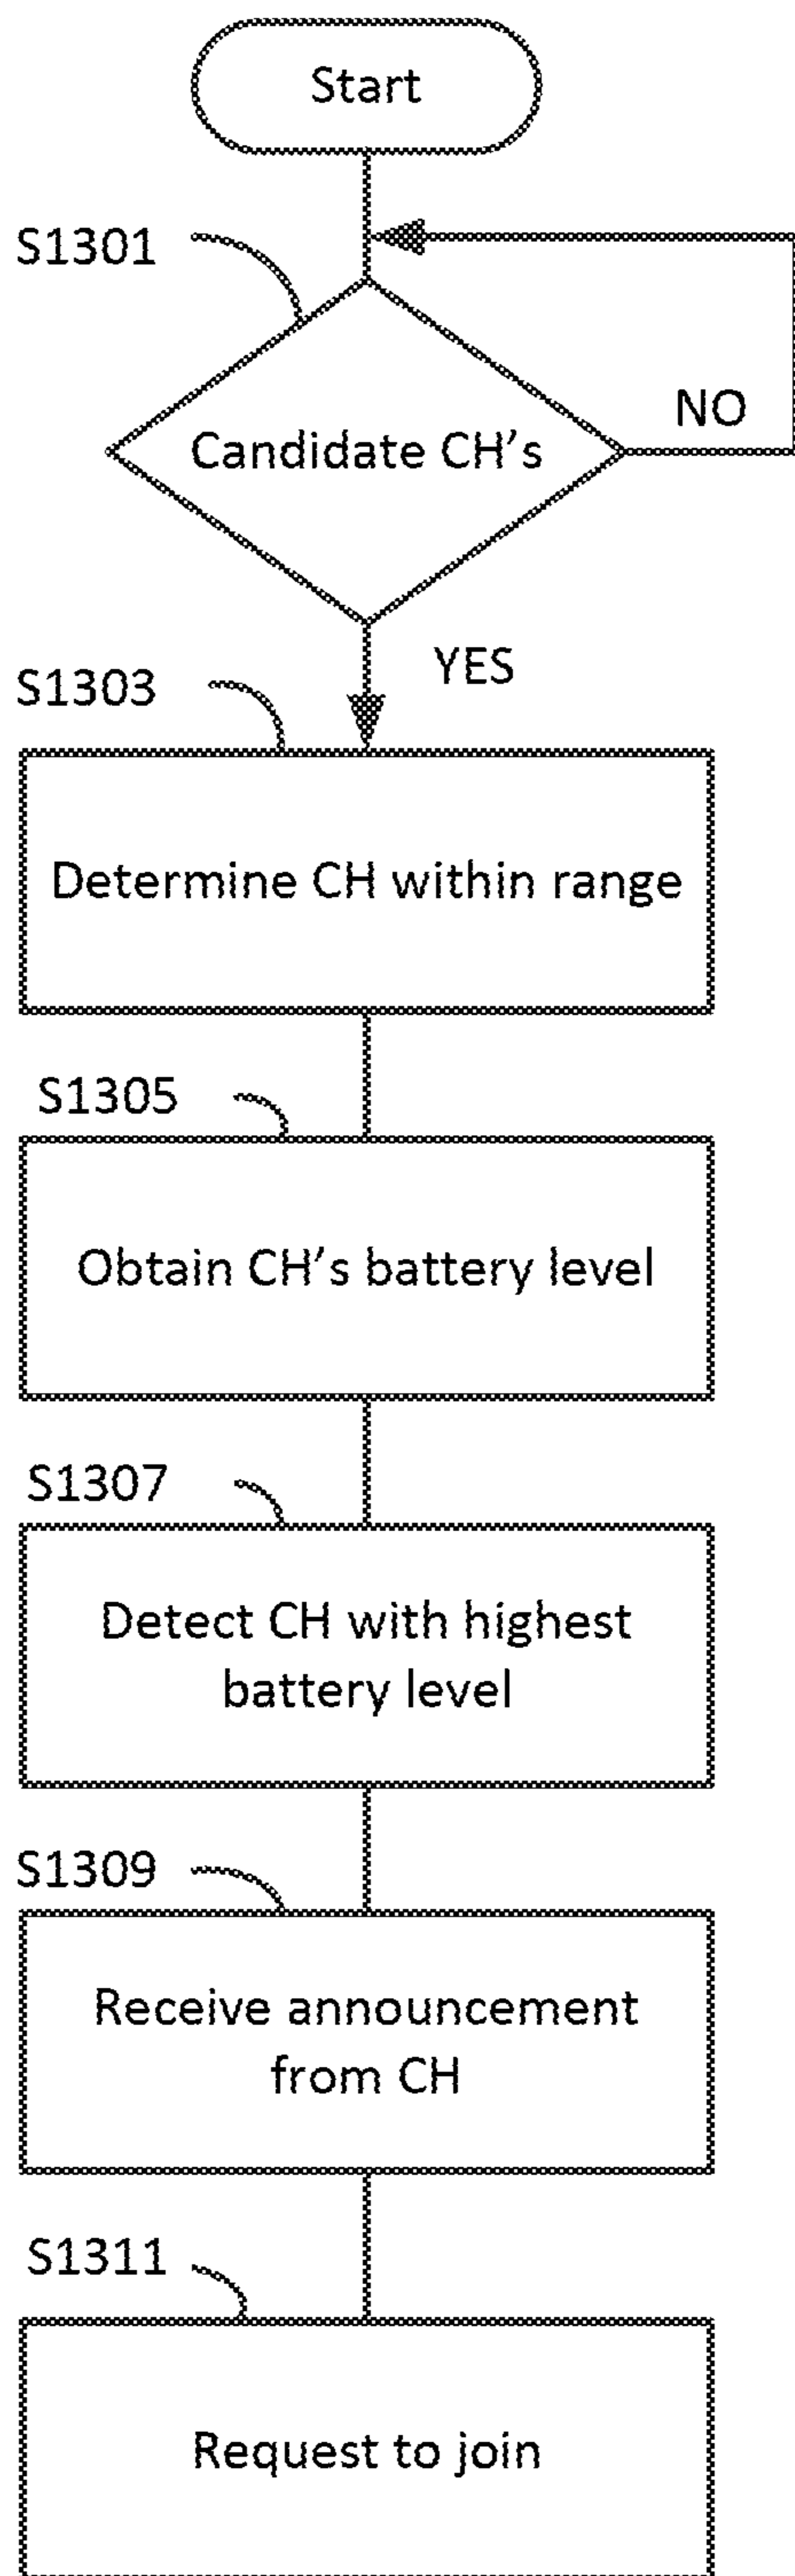 Start
S1301
Candidate CH's
NO
YES
S1303
Determine CH within range
S1305
Obtain CH's battery level
S1307
Detect CH with highest
battery level
S1309
Receive announcement
from CH
S1311
Request to join